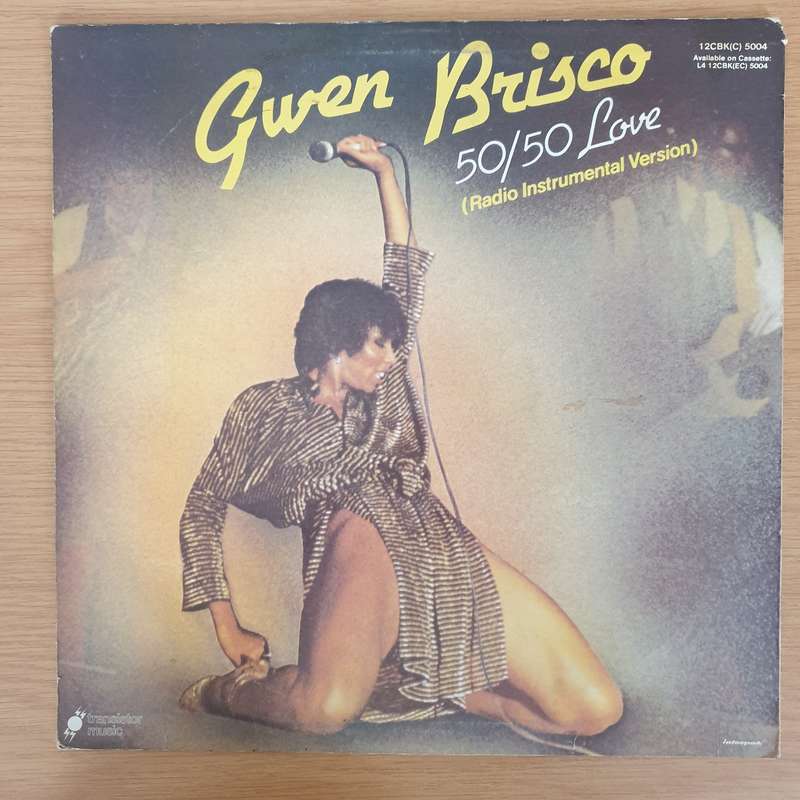 12CBK(C) 5004
Available on Cassette:
L4 12CBK(EC) 5004
Gwen Brisco
50/50 Love
(Radio Instrumental Version)
transistor
music
interpak